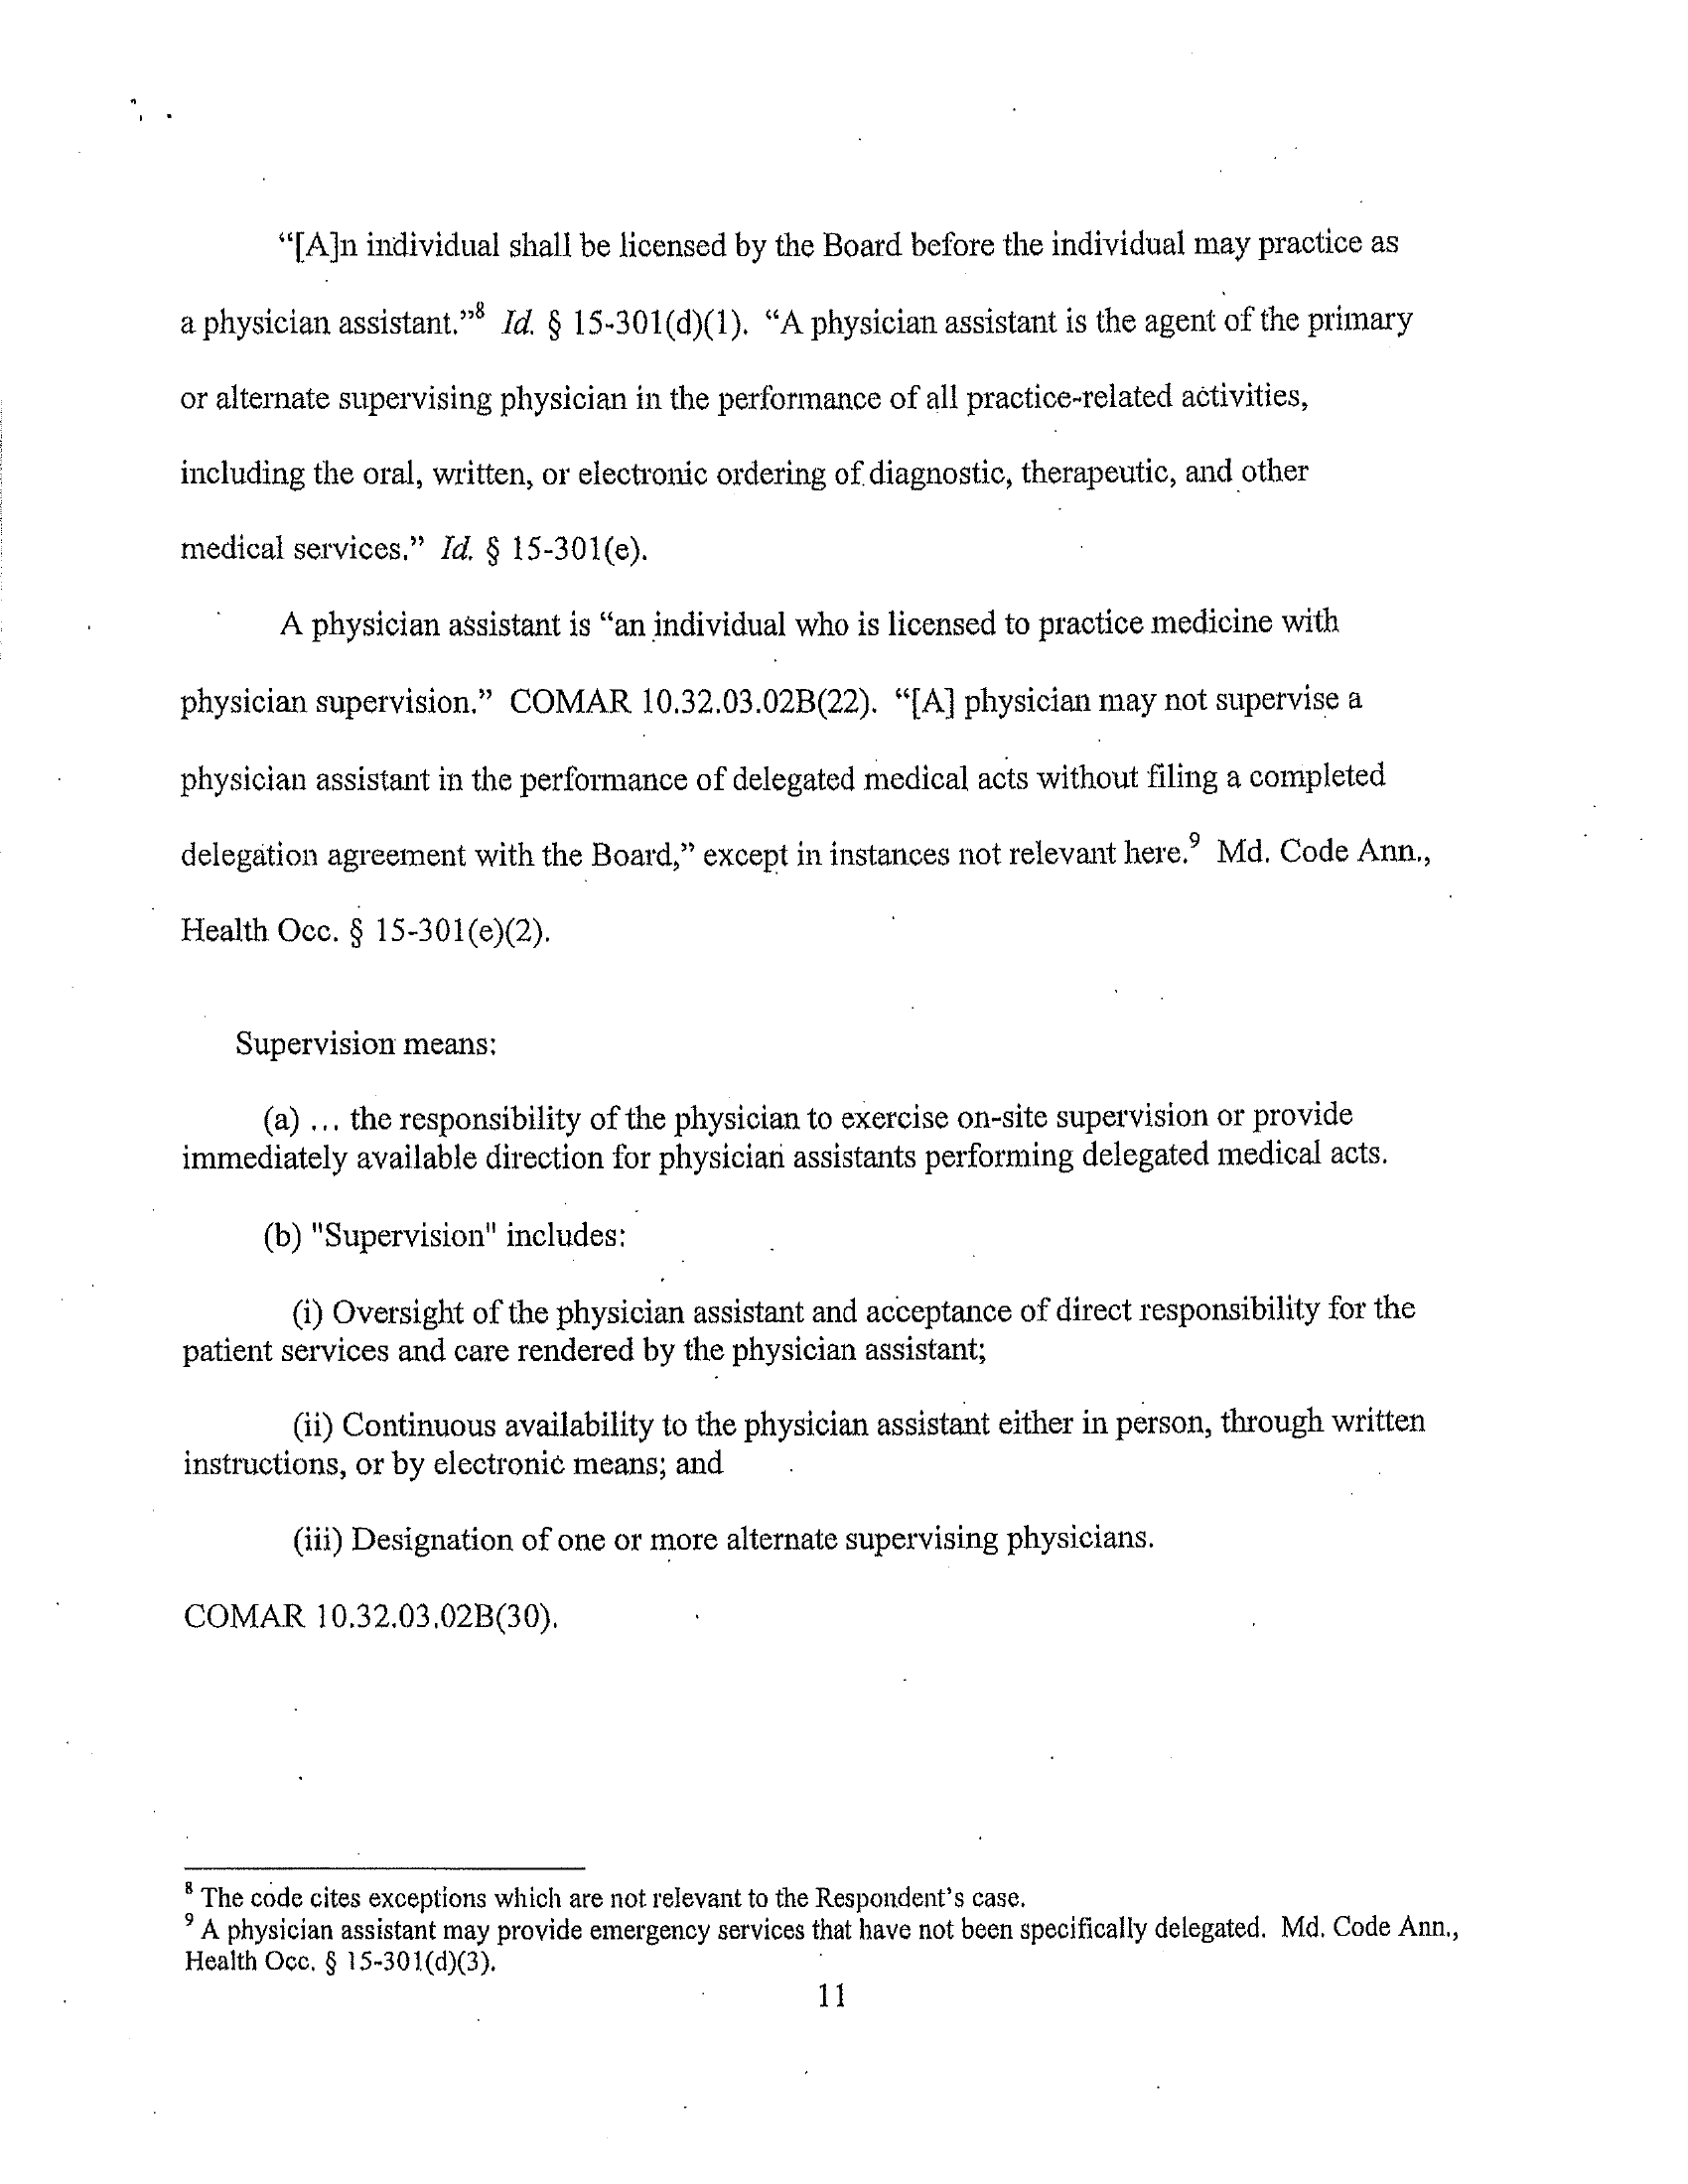 “[A]n individual shall be licensed by the Board before the individual may practice as
a physician assistant.”⁸ Id. § 15-301(d)(1). “A physician assistant is the agent of the primary
or alternate supervising physician in the performance of all practice-related activities,
including the oral, written, or electronic ordering of diagnostic, therapeutic, and other
medical services.” Id. § 15-301(e).
A physician assistant is “an individual who is licensed to practice medicine with
physician supervision.” COMAR 10.32.03.02B(22). “[A] physician may not supervise a
physician assistant in the performance of delegated medical acts without filing a completed
delegation agreement with the Board,” except in instances not relevant here.⁹ Md. Code Ann.,
Health Occ. § 15-301(e)(2).
Supervision means:
(a) ... the responsibility of the physician to exercise on-site supervision or provide
immediately available direction for physician assistants performing delegated medical acts.
(b) "Supervision" includes:
(i) Oversight of the physician assistant and acceptance of direct responsibility for the
patient services and care rendered by the physician assistant;
(ii) Continuous availability to the physician assistant either in person, through written
instructions, or by electronic means; and
(iii) Designation of one or more alternate supervising physicians.
COMAR 10.32.03.02B(30).
⁸ The code cites exceptions which are not relevant to the Respondent’s case.
⁹ A physician assistant may provide emergency services that have not been specifically delegated. Md. Code Ann.,
Health Occ. § 15-301(d)(3).
11